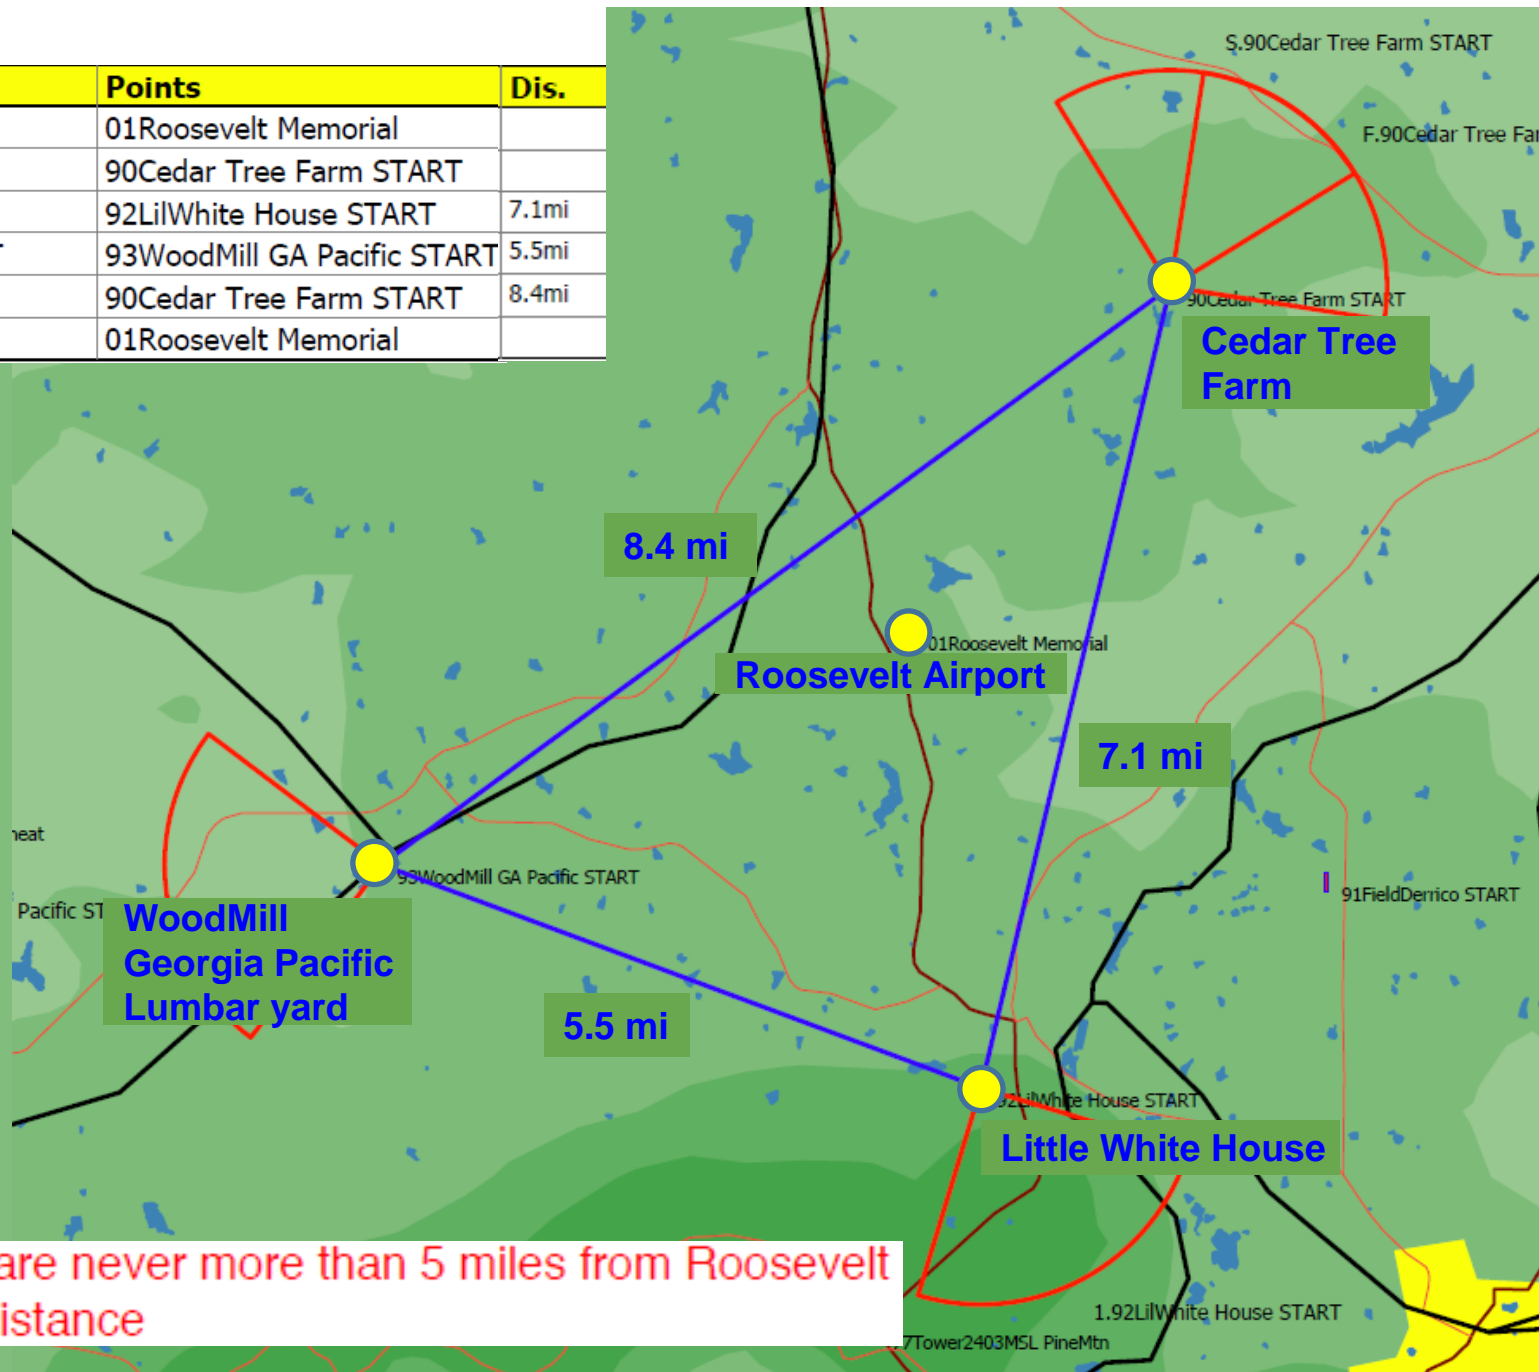 S.90Cedar Tree Farm START
Points Dis.
01Roosevelt Memorial
90Cedar Tree Farm START
92LilWhite House START 7.1mi
93WoodMill GA Pacific START 5.5mi
90Cedar Tree Farm START 8.4mi
01Roosevelt Memorial
F.90Cedar Tree Far
90Cedar Tree Farm START
Cedar Tree
Farm
8.4 mi
01Roosevelt Memorial
Roosevelt Airport
7.1 mi
neat
93WoodMill GA Pacific START
91FieldDerrico START
Pacific ST
WoodMill
Georgia Pacific
Lumbar yard
5.5 mi
92LilWhite House START
Little White House
are never more than 5 miles from Roosevelt
istance
1.92LilWhite House START
7Tower2403MSL PineMtn